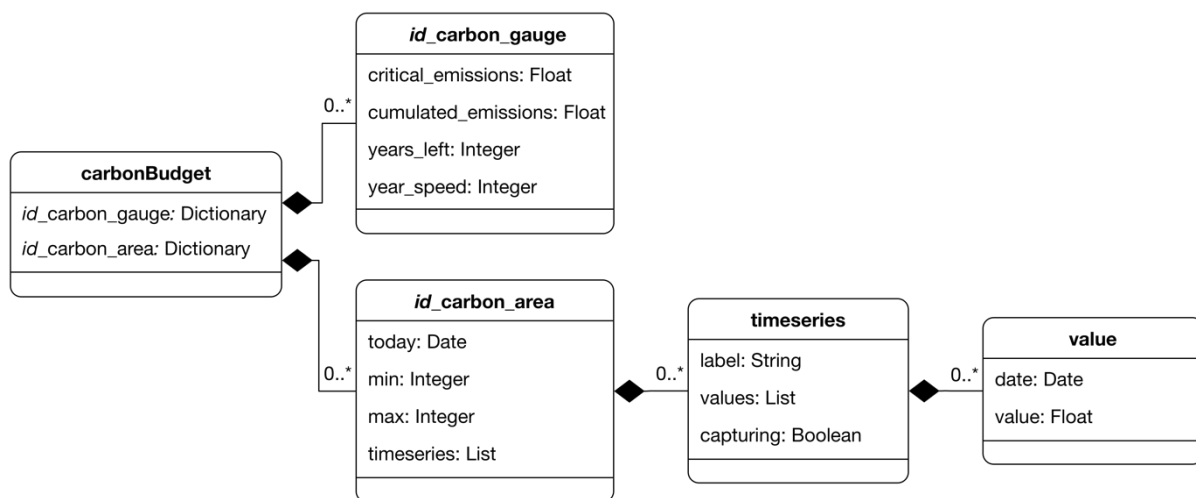 id_carbon_gauge
critical_emissions: Float
cumulated_emissions: Float
years_left: Integer
year_speed: Integer
0..*
carbonBudget
id_carbon_gauge: Dictionary
id_carbon_area: Dictionary
0..*
id_carbon_area
today: Date
min: Integer
max: Integer
timeseries: List
0..*
timeseries
label: String
values: List
capturing: Boolean
0..*
value
date: Date
value: Float